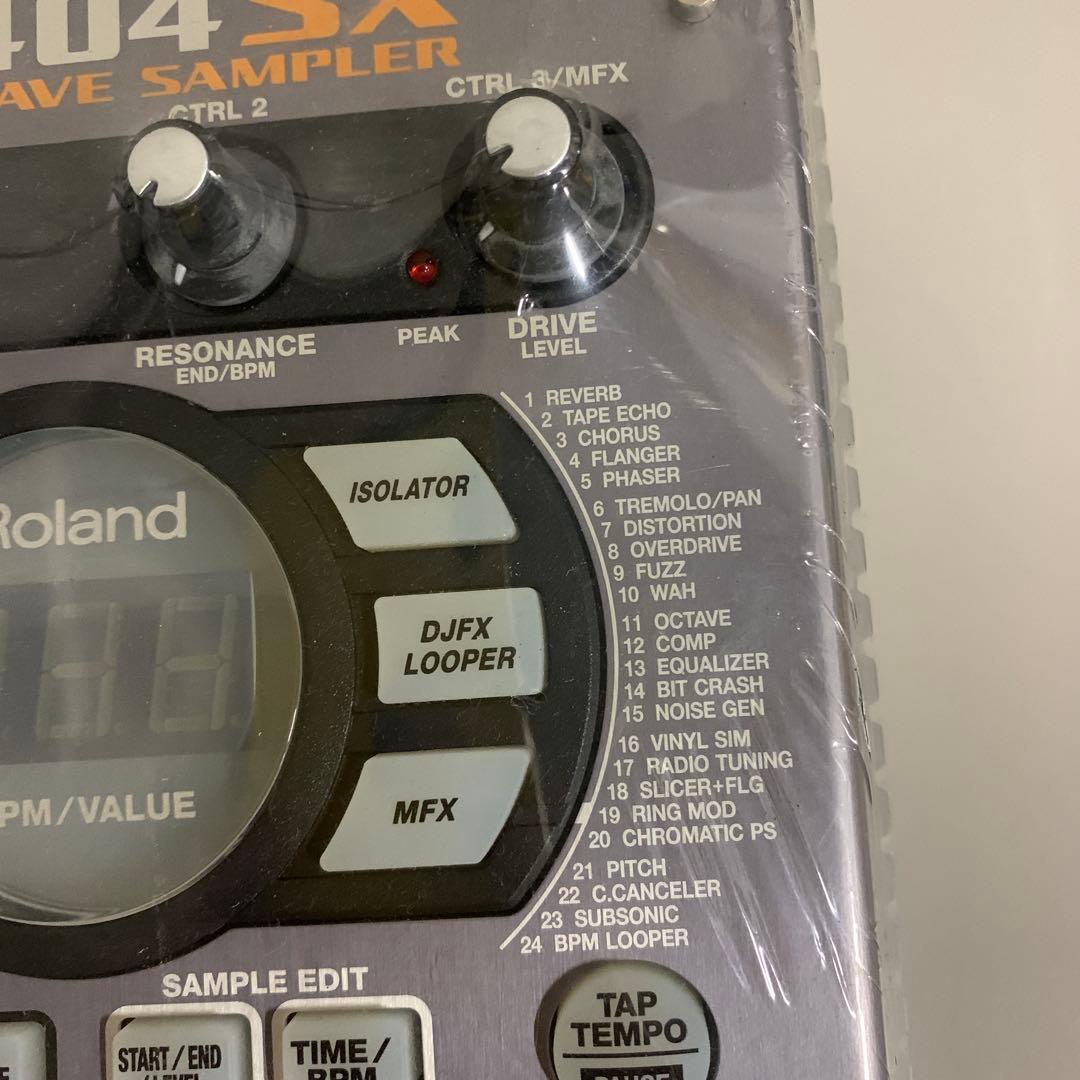 404SX
AVE SAMPLER
CTRL 2
CTRL 3/MFX
RESONANCE
END/BPM
PEAK
DRIVE
LEVEL
Roland
PM/VALUE
ISOLATOR
DJFX
LOOPER
MFX
1 REVERB
2 TAPE ECHO
3 CHORUS
4 FLANGER
5 PHASER
6 TREMOLO/PAN
7 DISTORTION
8 OVERDRIVE
9 FUZZ
10 WAH
11 OCTAVE
12 COMP
13 EQUALIZER
14 BIT CRASH
15 NOISE GEN
16 VINYL SIM
17 RADIO TUNING
18 SLICER+FLG
19 RING MOD
20 CHROMATIC PS
21 PITCH
22 C.CANCELER
23 SUBSONIC
24 BPM LOOPER
SAMPLE EDIT
START/END
/LEVEL
TIME/
BPM
TAP
TEMPO
PAUSE